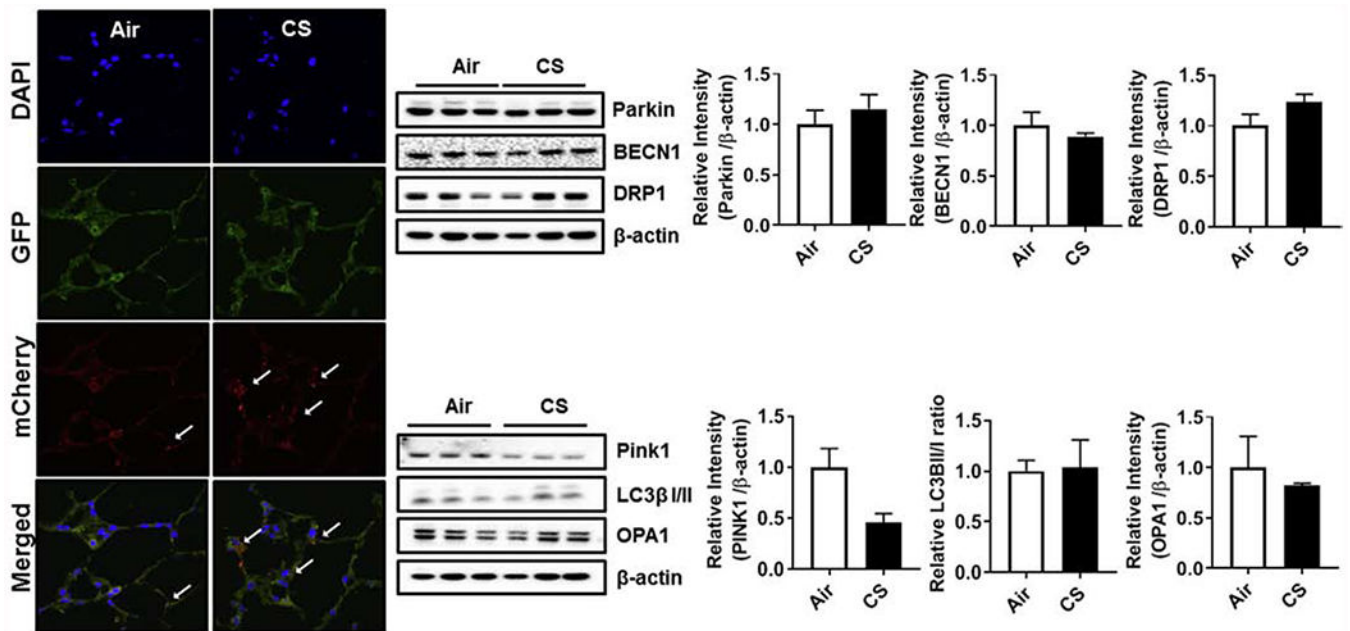 Air CS
DAPI
GFP
mCherry
Merged
Air CS
Parkin
BECN1
DRP1
β-actin
Relative Intensity
(Parkin /β-actin)
1.5
1.0
0.5
0.0
Air CS
Relative Intensity
(BECN1 /β-actin)
1.5
1.0
0.5
0.0
Air CS
Relative Intensity
(DRP1 /β-actin)
1.5
1.0
0.5
0.0
Air CS
Air CS
Pink1
LC3β I/II
OPA1
β-actin
Relative Intensity
(PINK1 /β-actin)
1.5
1.0
0.5
0.0
Air CS
Relative LC3BII/I ratio
1.5
1.0
0.5
0.0
Air CS
Relative Intensity
(OPA1 /β-actin)
1.5
1.0
0.5
0.0
Air CS